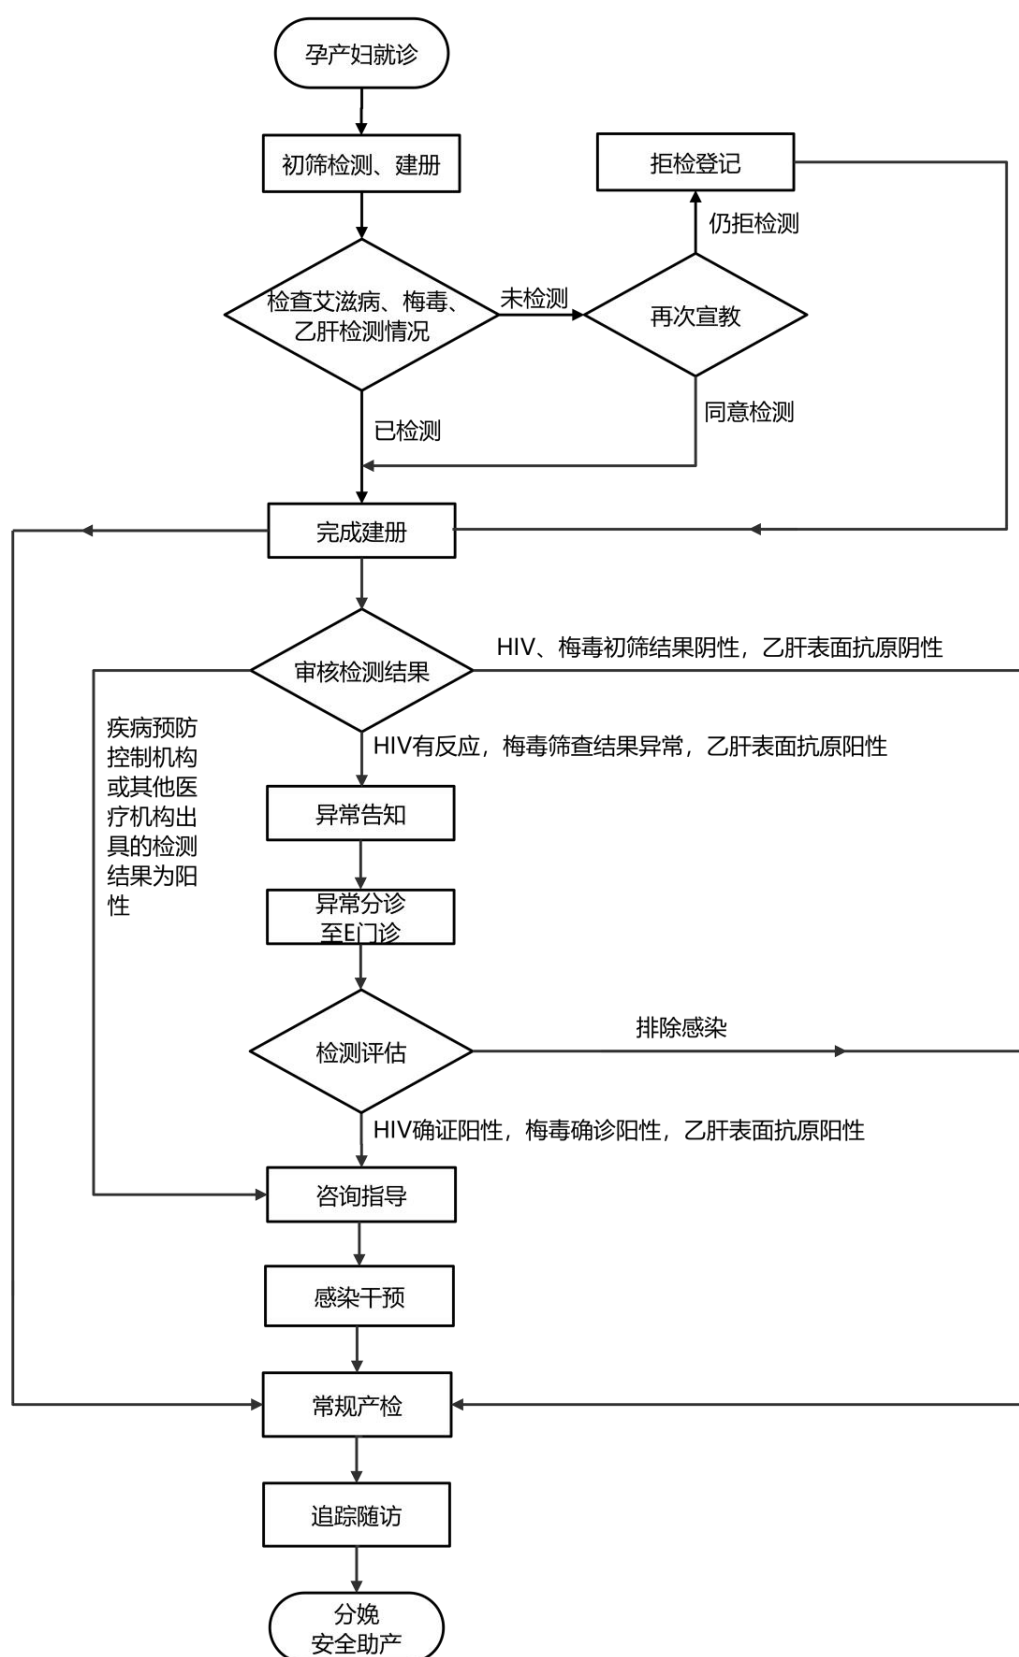 孕产妇就诊
初筛检测、建册
拒检登记
仍拒检测
检查艾滋病、梅毒、
乙肝检测情况
未检测
再次宣教
已检测
同意检测
完成建册
审核检测结果
HIV、梅毒初筛结果阴性，乙肝表面抗原阴性
疾病预防
控制机构
或其他医
疗机构出
具的检测
结果为阳
性
HIV有反应，梅毒筛查结果异常，乙肝表面抗原阳性
异常告知
异常分诊
至E门诊
检测评估
排除感染
HIV确证阳性，梅毒确诊阳性，乙肝表面抗原阳性
咨询指导
感染干预
常规产检
追踪随访
分娩
安全助产